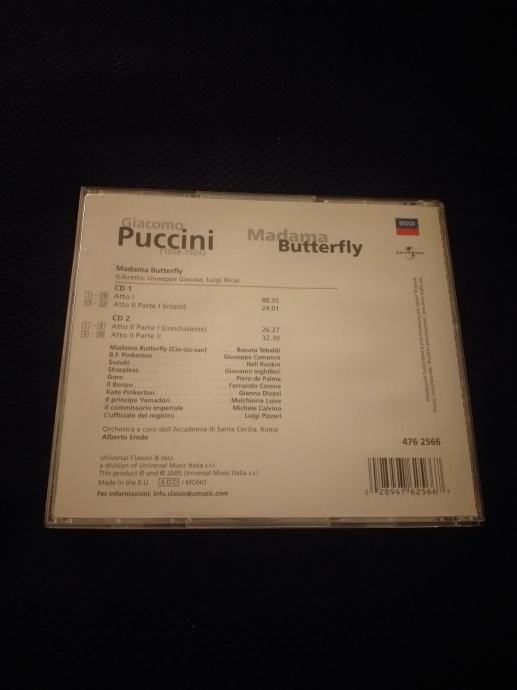 Giacomo
Puccini
(1858-1924)
Madama
Butterfly
DECCA
UNIVERSAL
Madama Butterfly
(Libretto: Giuseppe Giacosa, Luigi Illica)
CD 1
Atto I 48.35
Atto II Parte I (inizio) 24.01
CD 2
Atto II Parte I (conclusione) 26.27
Atto II Parte II 32.39
Madama Butterfly (Cio-cio-san) Renata Tebaldi
B.F. Pinkerton Giuseppe Campora
Suzuki Nell Rankin
Sharpless Giovanni Inghilleri
Goro Piero de Palma
Il Bonzo Fernando Corena
Kate Pinkerton Gianna Diozzi
Il principe Yamadori Melchiorre Luise
Il commissario imperiale Michele Calvino
L'ufficiale del registro Luigi Pizzeri
Orchestra e coro dell'Accademia di Santa Cecilia, Roma
Alberto Erede
476 2566
Universal Classics & Jazz
a division of Universal Music Italia s.r.l.
This product ℗ and © 2005 Universal Music Italia s.r.l.
Made in the E.U. ADD / MONO
Per informazioni: info.classic@umusic.com
0 28947 62566 7